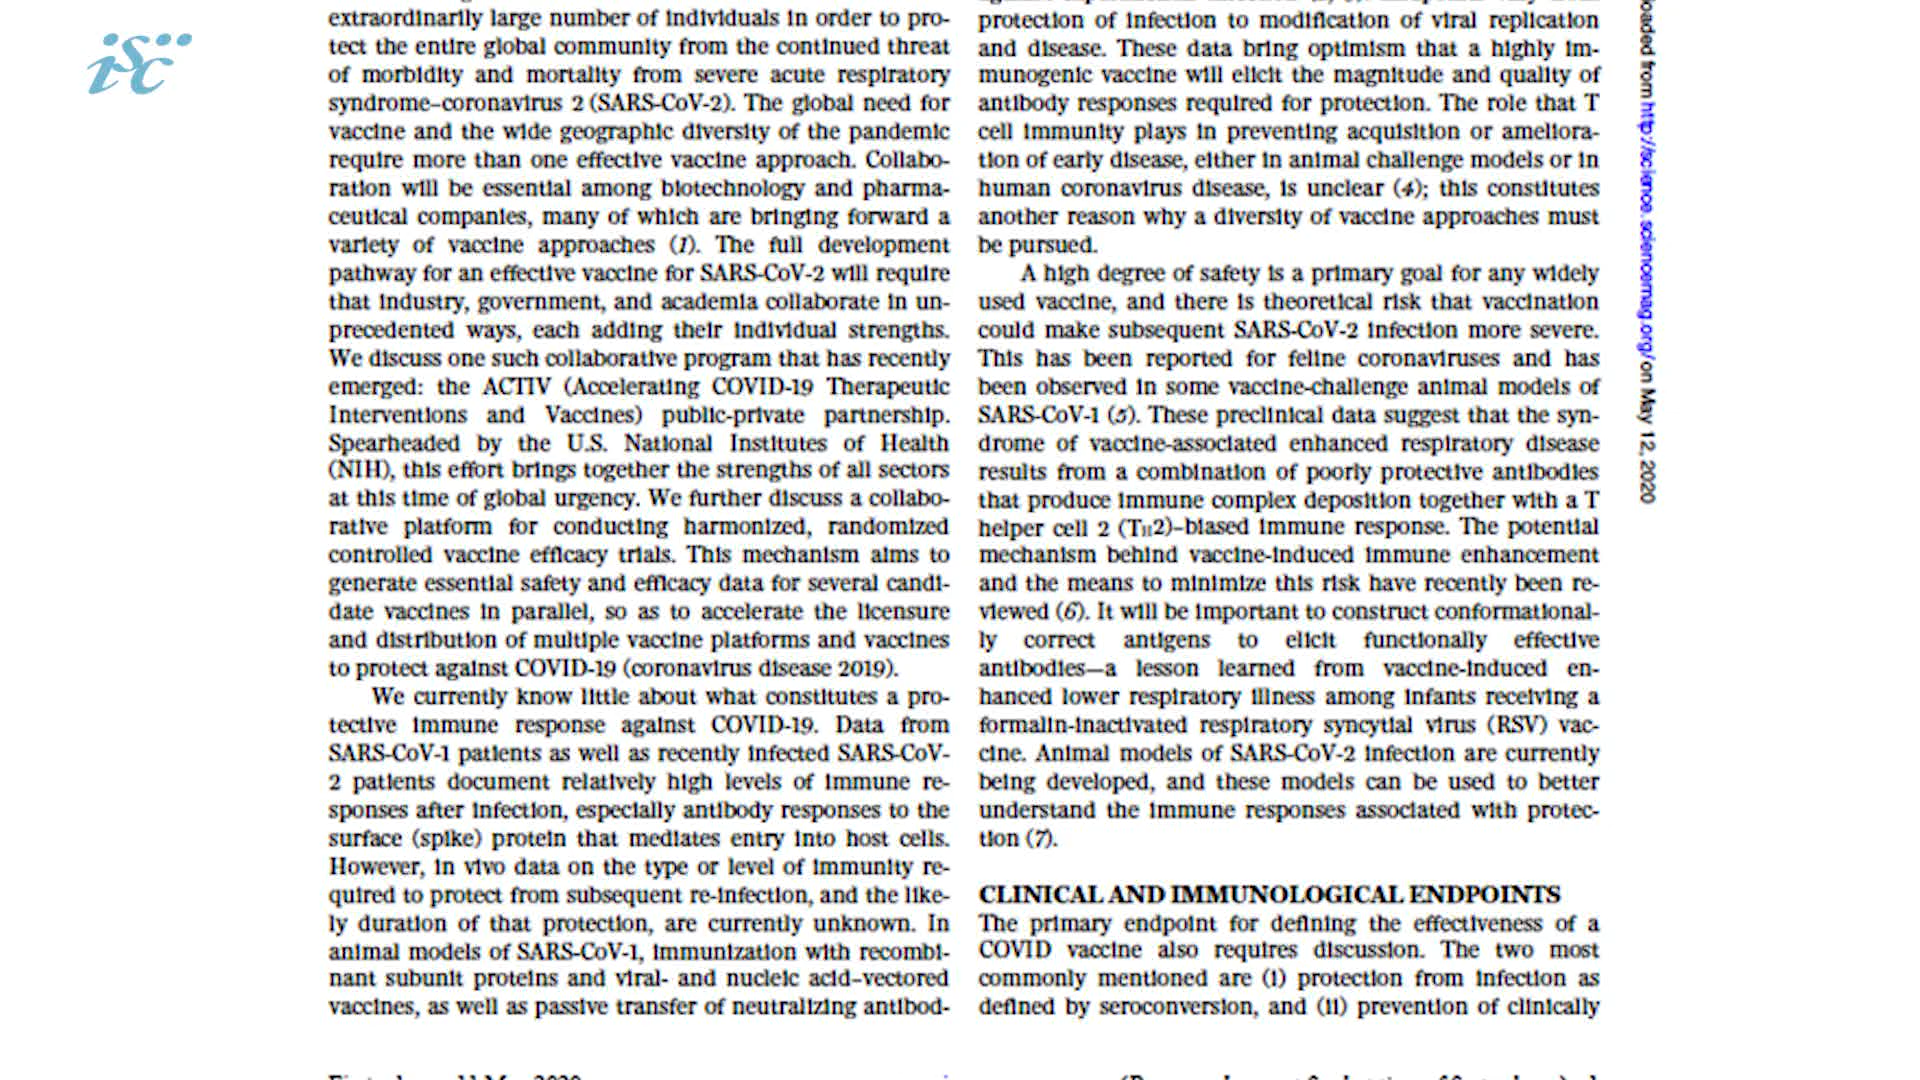 isc
extraordinarily large number of individuals in order to pro-
tect the entire global community from the continued threat
of morbidity and mortality from severe acute respiratory
syndrome–coronavirus 2 (SARS-CoV-2). The global need for
vaccine and the wide geographic diversity of the pandemic
require more than one effective vaccine approach. Collabo-
ration will be essential among biotechnology and pharma-
ceutical companies, many of which are bringing forward a
variety of vaccine approaches (1). The full development
pathway for an effective vaccine for SARS-CoV-2 will require
that industry, government, and academia collaborate in un-
precedented ways, each adding their individual strengths.
We discuss one such collaborative program that has recently
emerged: the ACTIV (Accelerating COVID-19 Therapeutic
Interventions and Vaccines) public-private partnership.
Spearheaded by the U.S. National Institutes of Health
(NIH), this effort brings together the strengths of all sectors
at this time of global urgency. We further discuss a collabo-
rative platform for conducting harmonized, randomized
controlled vaccine efficacy trials. This mechanism aims to
generate essential safety and efficacy data for several candi-
date vaccines in parallel, so as to accelerate the licensure
and distribution of multiple vaccine platforms and vaccines
to protect against COVID-19 (coronavirus disease 2019).
We currently know little about what constitutes a pro-
tective immune response against COVID-19. Data from
SARS-CoV-1 patients as well as recently infected SARS-CoV-
2 patients document relatively high levels of immune re-
sponses after infection, especially antibody responses to the
surface (spike) protein that mediates entry into host cells.
However, in vivo data on the type or level of immunity re-
quired to protect from subsequent re-infection, and the like-
ly duration of that protection, are currently unknown. In
animal models of SARS-CoV-1, immunization with recombi-
nant subunit proteins and viral- and nucleic acid–vectored
vaccines, as well as passive transfer of neutralizing antibod-
protection of infection to modification of viral replication
and disease. These data bring optimism that a highly im-
munogenic vaccine will elicit the magnitude and quality of
antibody responses required for protection. The role that T
cell immunity plays in preventing acquisition or ameliora-
tion of early disease, either in animal challenge models or in
human coronavirus disease, is unclear (4); this constitutes
another reason why a diversity of vaccine approaches must
be pursued.
A high degree of safety is a primary goal for any widely
used vaccine, and there is theoretical risk that vaccination
could make subsequent SARS-CoV-2 infection more severe.
This has been reported for feline coronaviruses and has
been observed in some vaccine-challenge animal models of
SARS-CoV-1 (5). These preclinical data suggest that the syn-
drome of vaccine-associated enhanced respiratory disease
results from a combination of poorly protective antibodies
that produce immune complex deposition together with a T
helper cell 2 (TH2)–biased immune response. The potential
mechanism behind vaccine-induced immune enhancement
and the means to minimize this risk have recently been re-
viewed (6). It will be important to construct conformational-
ly correct antigens to elicit functionally effective
antibodies—a lesson learned from vaccine-induced en-
hanced lower respiratory illness among infants receiving a
formalin-inactivated respiratory syncytial virus (RSV) vac-
cine. Animal models of SARS-CoV-2 infection are currently
being developed, and these models can be used to better
understand the immune responses associated with protec-
tion (7).
CLINICAL AND IMMUNOLOGICAL ENDPOINTS
The primary endpoint for defining the effectiveness of a
COVID vaccine also requires discussion. The two most
commonly mentioned are (i) protection from infection as
defined by seroconversion, and (ii) prevention of clinically
loaded from http://science.sciencemag.org/ on May 12, 2020